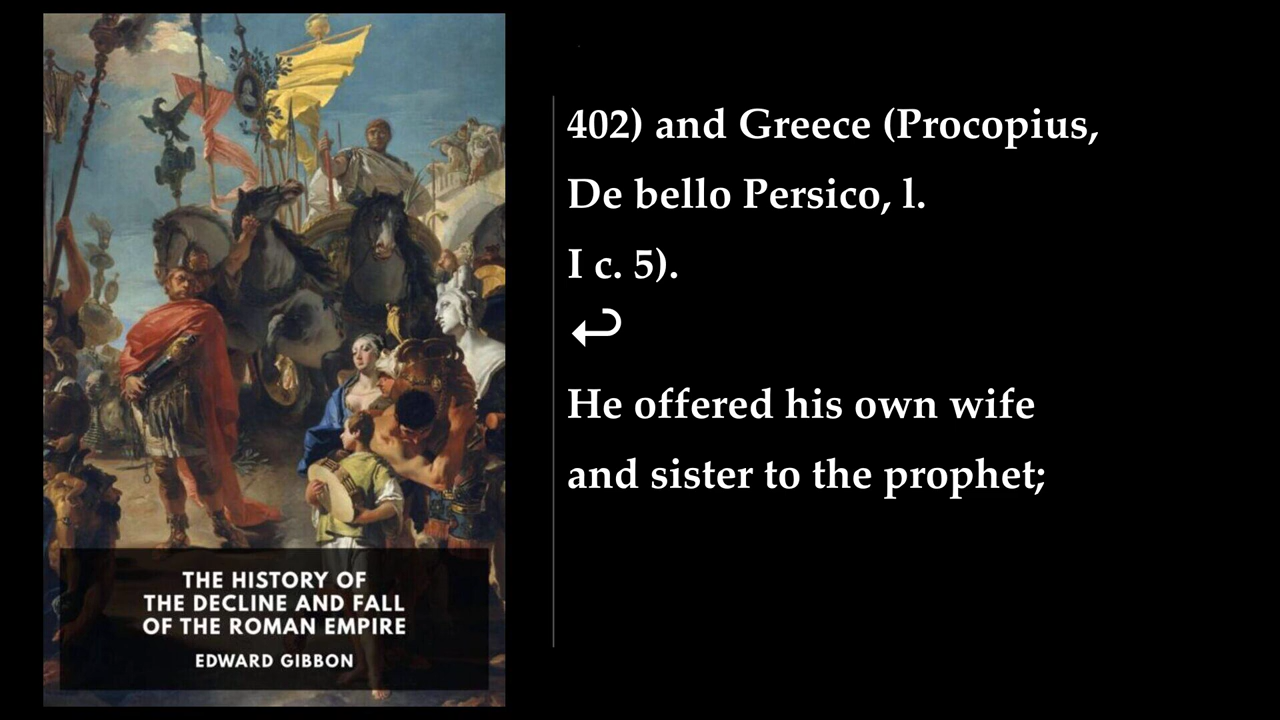 THE HISTORY OF
THE DECLINE AND FALL
OF THE ROMAN EMPIRE
EDWARD GIBBON
402) and Greece (Procopius,
De bello Persico, l.
I c. 5).
↩
He offered his own wife
and sister to the prophet;